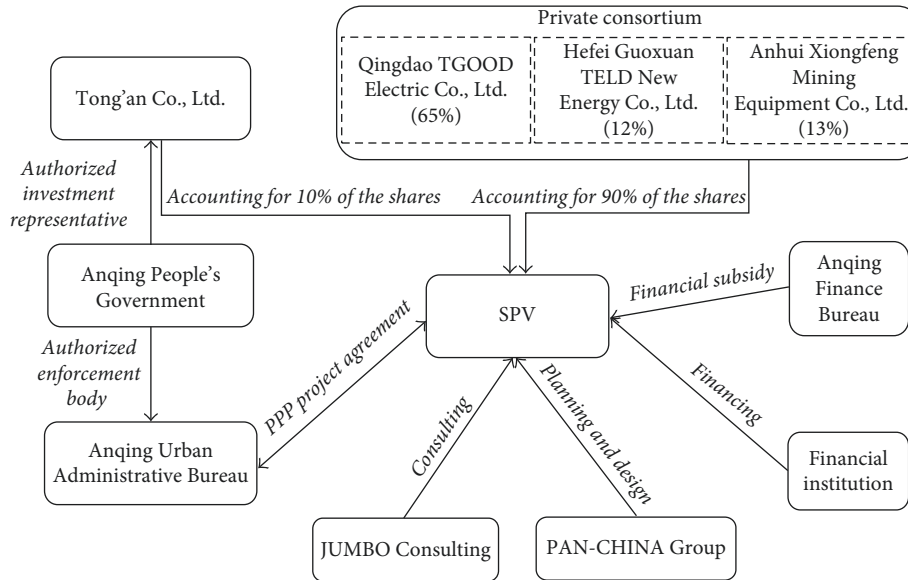 Private consortium
Qingdao TGOOD
Electric Co., Ltd.
(65%)
Hefei Guoxuan
TELD New
Energy Co., Ltd.
(12%)
Anhui Xiongfeng
Mining
Equipment Co., Ltd.
(13%)
Tong'an Co., Ltd.
Authorized
investment
representative
Accounting for 10% of the shares
Accounting for 90% of the shares
Anqing People's
Government
SPV
Financial subsidy
Anqing
Finance
Bureau
Authorized
enforcement
body
PPP project agreement
Consulting
Planning and design
Financing
Anqing Urban
Administrative Bureau
Financial
institution
JUMBO Consulting
PAN-CHINA Group